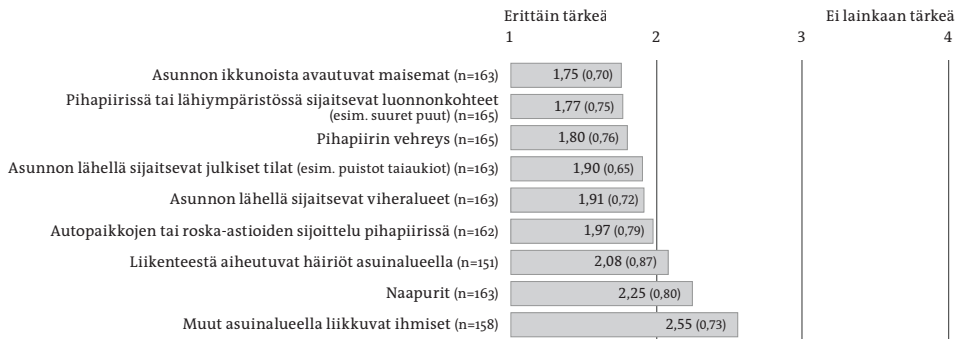 Erittäin tärkeä Ei lainkaan tärkeä
1 2 3 4
Asunnon ikkunoista avautuvat maisemat (n=163) 1,75 (0,70)
Pihapiirissä tai lähiympäristössä sijaitsevat luonnonkohteet
(esim. suuret puut) (n=165) 1,77 (0,75)
Pihapiirin vehreys (n=165) 1,80 (0,76)
Asunnon lähellä sijaitsevat julkiset tilat (esim. puistot taiaukiot) (n=163) 1,90 (0,65)
Asunnon lähellä sijaitsevat viheralueet (n=163) 1,91 (0,72)
Autopaikkojen tai roska-astioiden sijoittelu pihapiirissä (n=162) 1,97 (0,79)
Liikenteestä aiheutuvat häiriöt asuinalueella (n=151) 2,08 (0,87)
Naapurit (n=163) 2,25 (0,80)
Muut asuinalueella liikkuvat ihmiset (n=158) 2,55 (0,73)